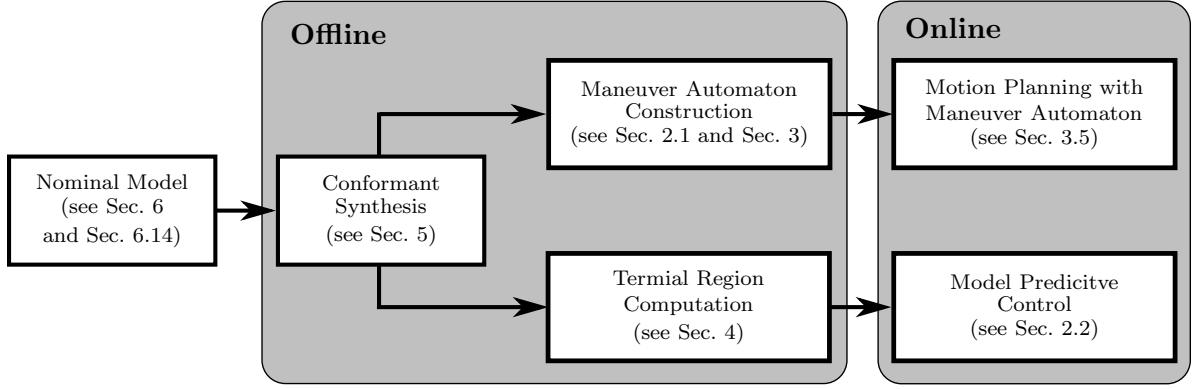 Offline
Online
Maneuver Automaton
Construction
(see Sec. 2.1 and Sec. 3)
Motion Planning with
Maneuver Automaton
(see Sec. 3.5)
Nominal Model
(see Sec. 6
and Sec. 6.14)
Conformant
Synthesis
(see Sec. 5)
Termial Region
Computation
(see Sec. 4)
Model Predicitve
Control
(see Sec. 2.2)